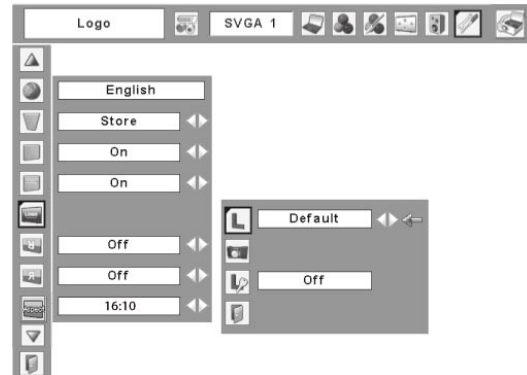 Logo
SVGA 1
English
Store
On
On
Default
Off
Off
Off
16:10